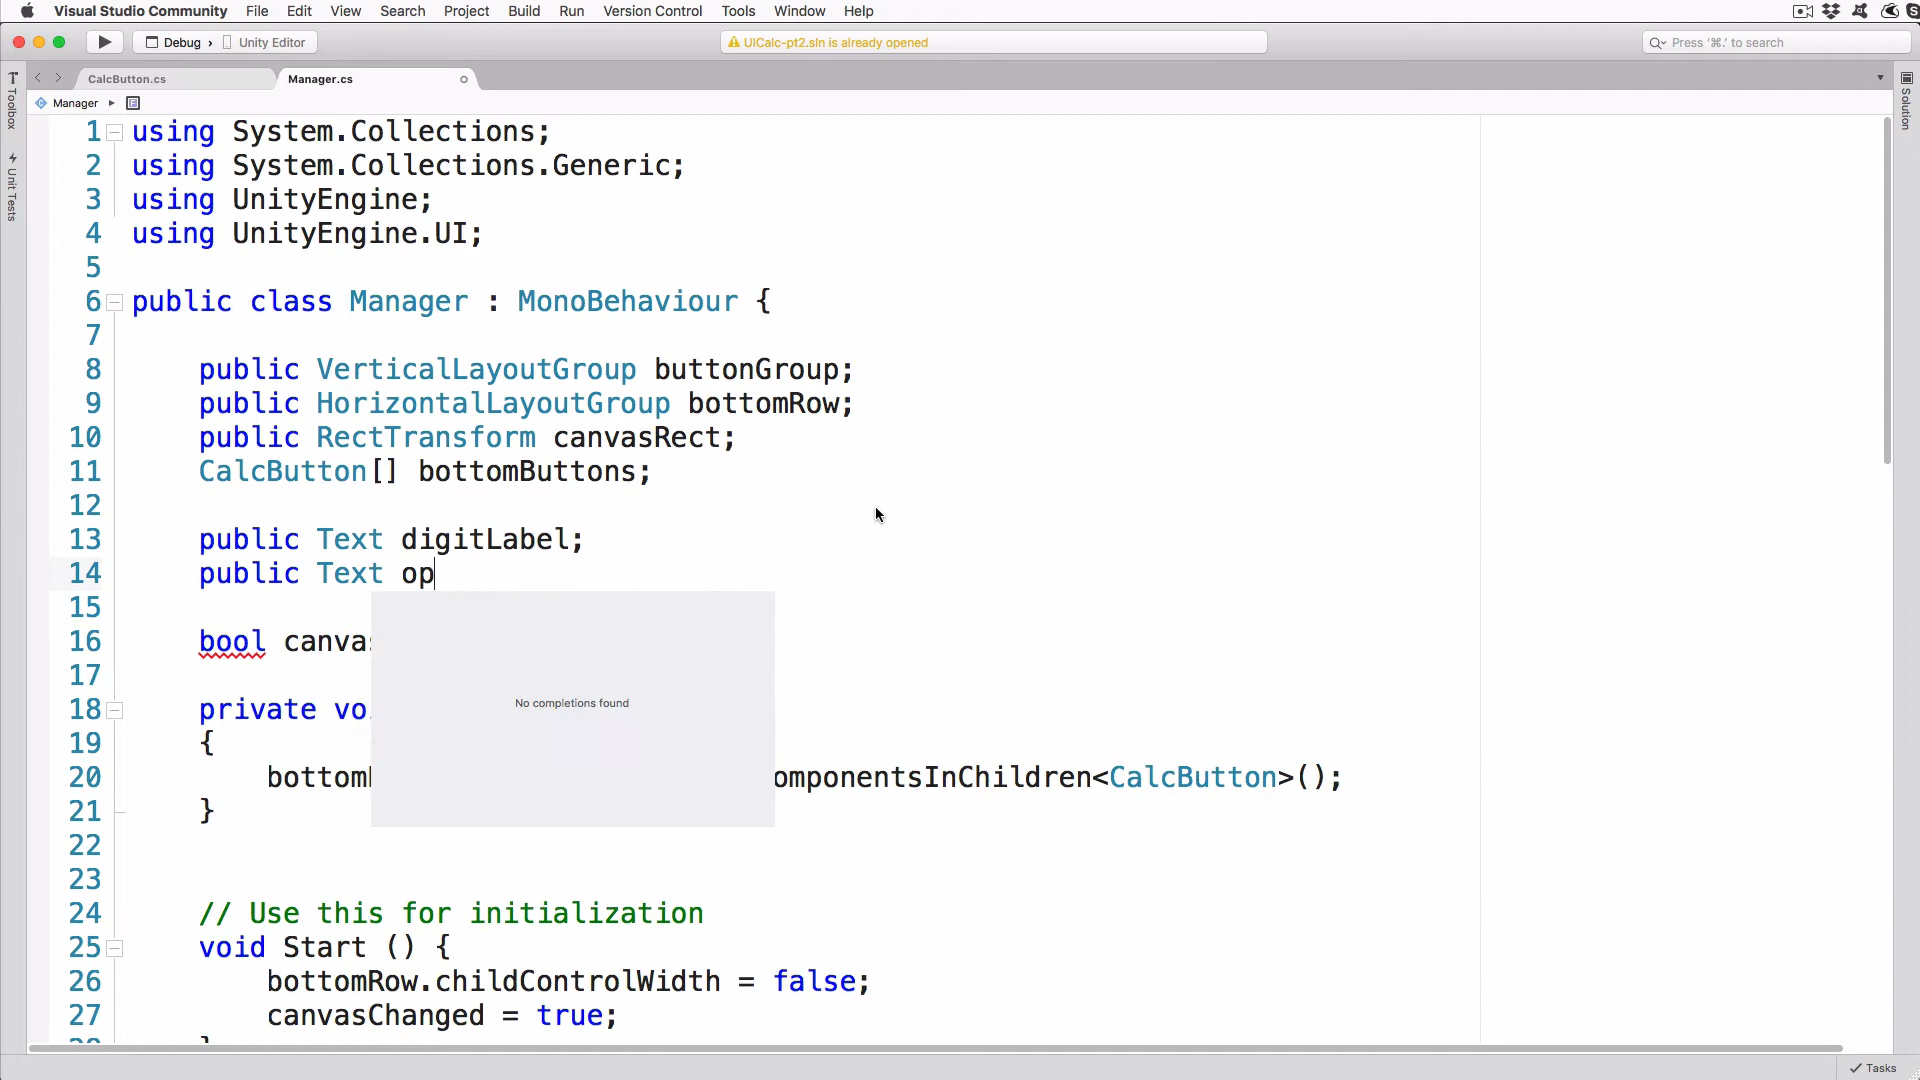 Visual Studio Community File Edit View Search Project Build Run Version Control Tools Window Help
Debug › Unity Editor
UICalc-pt2.sln is already opened
Press '⌘.' to search
CalcButton.cs
Manager.cs
Manager
Toolbox
Unit Tests
Solution
1 using System.Collections;
2 using System.Collections.Generic;
3 using UnityEngine;
4 using UnityEngine.UI;
5
6 public class Manager : MonoBehaviour {
7
8 public VerticalLayoutGroup buttonGroup;
9 public HorizontalLayoutGroup bottomRow;
10 public RectTransform canvasRect;
11 CalcButton[] bottomButtons;
12
13 public Text digitLabel;
14 public Text op
15
16 bool canvas
17
No completions found
18 private voi
19 {
20 bottom omponentsInChildren<CalcButton>();
21 }
22
23
24 // Use this for initialization
25 void Start () {
26 bottomRow.childControlWidth = false;
27 canvasChanged = true;
Tasks